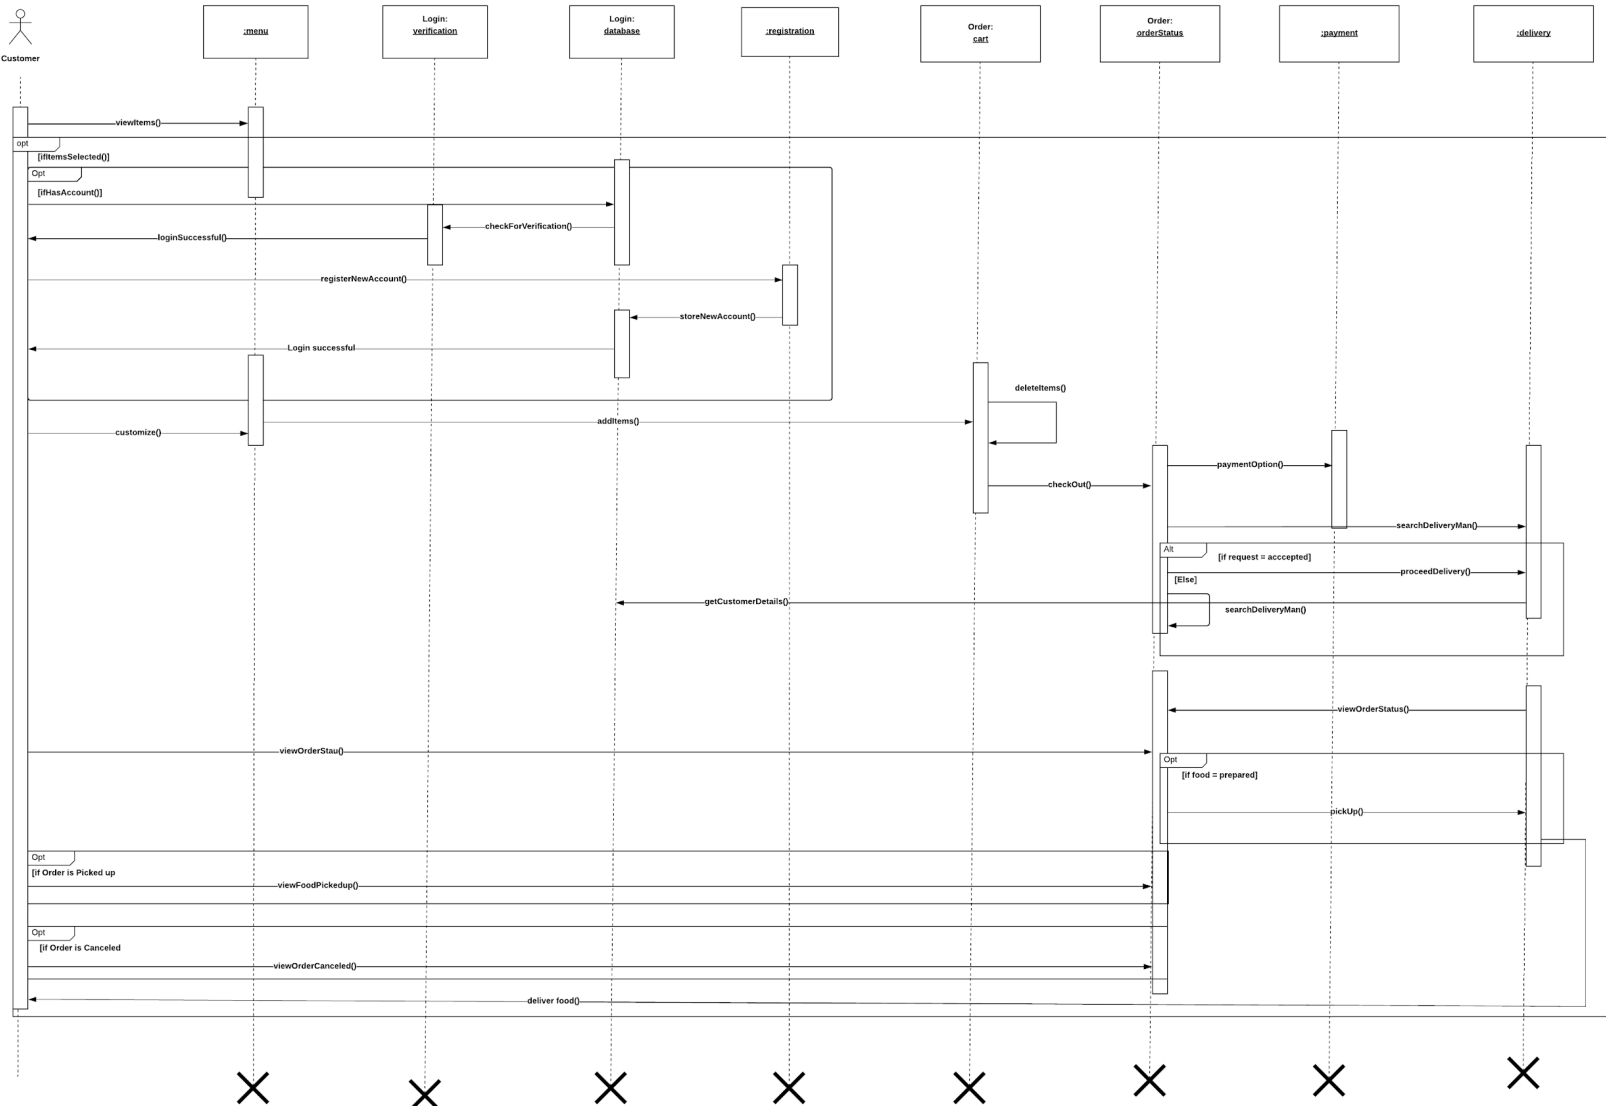 Customer
:menu
Login:
verification
Login:
database
:registration
Order:
cart
Order:
orderStatus
:payment
:delivery
viewItems()
opt
[ifItemsSelected()]
Opt
[ifHasAccount()]
checkForVerification()
loginSuccessful()
registerNewAccount()
storeNewAccount()
Login successful
deleteItems()
addItems()
customize()
paymentOption()
checkOut()
searchDeliveryMan()
Alt
[if request = acccepted]
proceedDelivery()
[Else]
getCustomerDetails()
searchDeliveryMan()
viewOrderStatus()
viewOrderStau()
Opt
[if food = prepared]
pickUp()
Opt
[if Order is Picked up
viewFoodPickedup()
Opt
[if Order is Canceled
viewOrderCanceled()
deliver food()